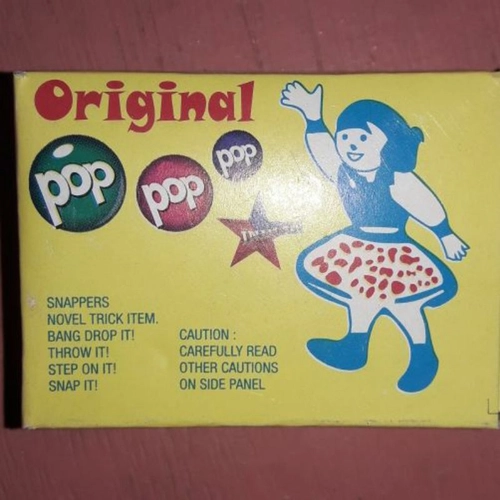 Original
pop
pop
pop
SNAPPERS
NOVEL TRICK ITEM.
BANG DROP IT!
THROW IT!
STEP ON IT!
SNAP IT!
CAUTION :
CAREFULLY READ
OTHER CAUTIONS
ON SIDE PANEL